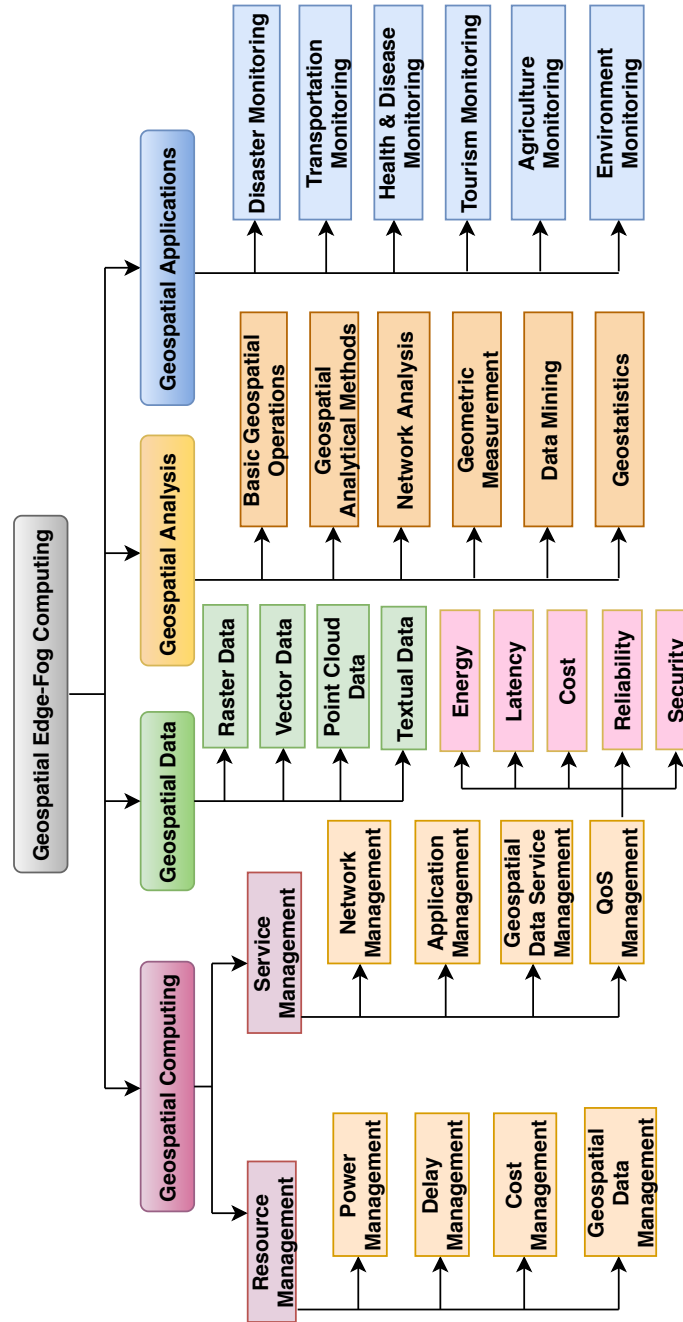 Geospatial Edge-Fog Computing
Geospatial Computing
Geospatial Data
Geospatial Analysis
Geospatial Applications
Resource
Management
Power
Management
Delay
Management
Cost
Management
Geospatial
Data
Management
Service
Management
Network
Management
Application
Management
Geospatial
Data Service
Management
QoS
Management
Energy
Latency
Cost
Reliability
Security
Raster Data
Vector Data
Point Cloud
Data
Textual Data
Basic Geospatial
Operations
Geospatial
Analytical Methods
Network Analysis
Geometric
Measurement
Data Mining
Geostatistics
Disaster Monitoring
Transportation
Monitoring
Health & Disease
Monitoring
Tourism Monitoring
Agriculture
Monitoring
Environment
Monitoring